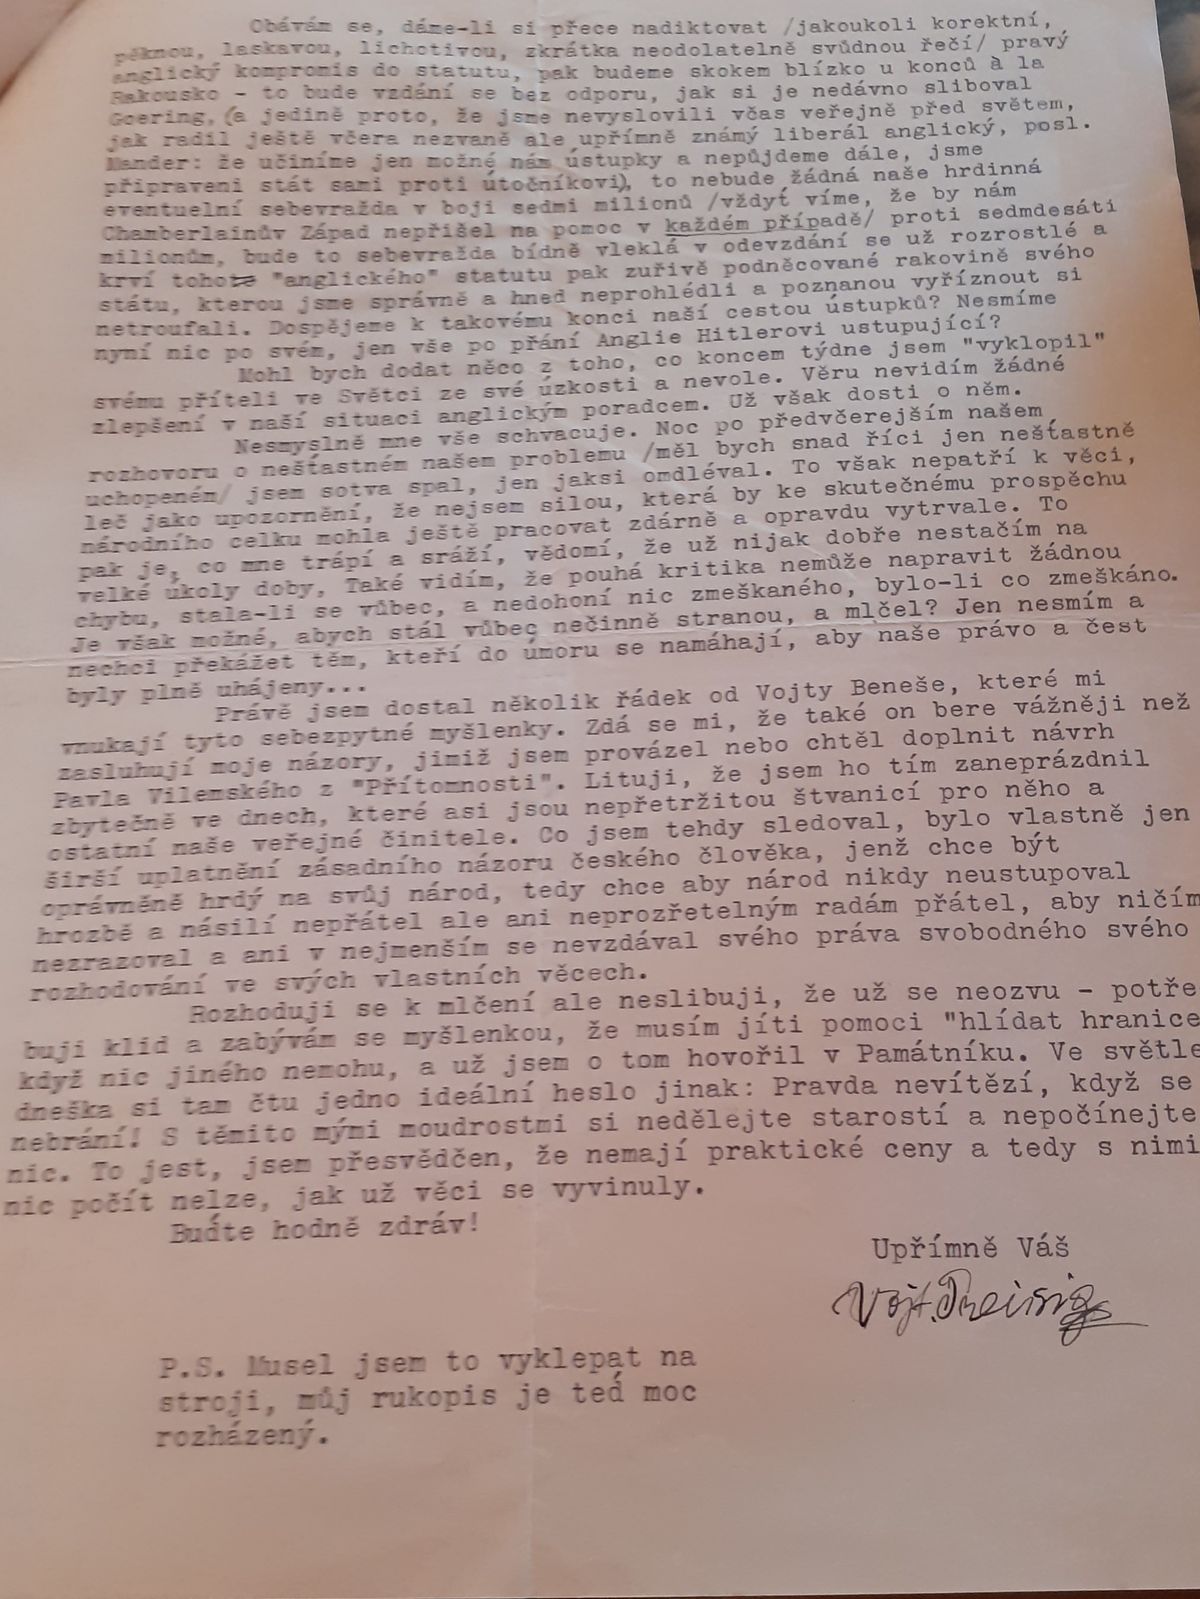 Obávám se, dáme-li si přece nadiktovat /jakoukoli korektní,
pěknou, laskavou, lichotivou, zkrátka neodolatelně svůdnou řečí/ pravý
anglický kompromis do statutu, pak budeme skokem blízko u konců à la
Rakousko - to bude vzdání se bez odporu, jak si je nedávno sliboval
Goering, (a jedině proto, že jsme nevyslovili včas veřejně před světem,
jak radil ještě včera nezvaně ale upřímně známý liberál anglický, posl.
Mander: že učiníme jen možné nám ústupky a nepůjdeme dále, jsme
připraveni stát sami proti útočníkovi), to nebude žádná naše hrdinná
eventuelní sebevražda v boji sedmi milionů /vždyť víme, že by nám
Chamberlainův Západ nepřišel na pomoc v každém případě/ proti sedmdesáti
milionům, bude to sebevražda bídně vleklá v odevzdání se už rozrostlé a
krví tohote "anglického" statutu pak zuřivě podněcované rakovině svého
státu, kterou jsme správně a hned neprohlédli a poznanou vyříznout si
netroufali. Dospějeme k takovému konci naší cestou ústupků? Nesmíme
nyní nic po svém, jen vše po přání Anglie Hitlerovi ustupující?
Mohl bych dodat něco z toho, co koncem týdne jsem "vyklopil"
svému příteli ve Světci ze své úzkosti a nevole. Věru nevidím žádné
zlepšení v naší situaci anglickým poradcem. Už však dosti o něm.
Nesmyslně mne vše schvacuje. Noc po předvčerejším našem
rozhovoru o nešťastném našem problemu /měl bych snad říci jen nešťastně
uchopeném/ jsem sotva spal, jen jaksi omdléval. To však nepatří k věci,
leč jako upozornění, že nejsem silou, která by ke skutečnému prospěchu
národního celku mohla ještě pracovat zdárně a opravdu vytrvale. To
pak je, co mne trápí a sráží, vědomí, že už nijak dobře nestačím na
velké úkoly doby, Také vidím, že pouhá kritika nemůže napravit žádnou
chybu, stala-li se vůbec, a nedohoní nic zmeškaného, bylo-li co zmeškáno.
Je však možné, abych stál vůbec nečinně stranou, a mlčel? Jen nesmím a
nechci překážet těm, kteří do úmoru se namáhají, aby naše právo a čest
byly plně uhájeny...
Právě jsem dostal několik řádek od Vojty Beneše, které mi
vnukají tyto sebezpytné myšlenky. Zdá se mi, že také on bere vážněji než
zasluhují moje názory, jimiž jsem provázel nebo chtěl doplnit návrh
Pavla Vilemského z "Přítomnosti". Lituji, že jsem ho tím zaneprázdnil
zbytečně ve dnech, které asi jsou nepřetržitou štvanicí pro něho a
ostatní naše veřejné činitele. Co jsem tehdy sledoval, bylo vlastně jen
širší uplatnění zásadního názoru českého člověka, jenž chce být
oprávněně hrdý na svůj národ, tedy chce aby národ nikdy neustupoval
hrozbě a násilí nepřátel ale ani neprozřetelným radám přátel, aby ničím
nezrazoval a ani v nejmenším se nevzdával svého práva svobodného svého
rozhodování ve svých vlastních věcech.
Rozhoduji se k mlčení ale neslibuji, že už se neozvu - potře
buji klid a zabývám se myšlenkou, že musím jíti pomoci "hlídat hranice
když nic jiného nemohu, a už jsem o tom hovořil v Památníku. Ve světle
dneška si tam čtu jedno ideální heslo jinak: Pravda nevítězí, když se
nebrání! S těmito mými moudrostmi si nedělejte starostí a nepočínejte
nic. To jest, jsem přesvědčen, že nemají praktické ceny a tedy s nimi
nic počít nelze, jak už věci se vyvinuly.
Buďte hodně zdráv!
Upřímně Váš
Vojt. Preissig
P.S. Musel jsem to vyklepat na
stroji, můj rukopis je teď moc
rozházený.